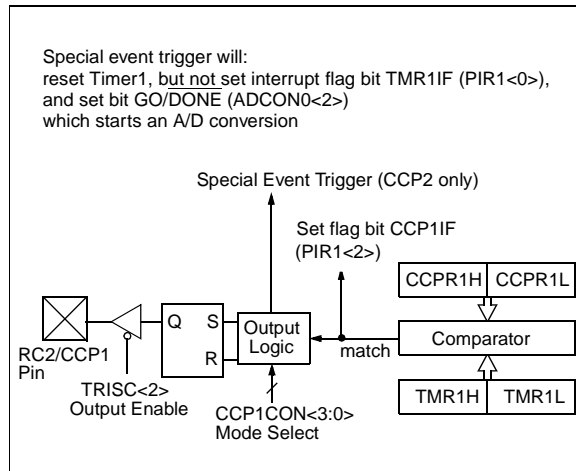 Special event trigger will:
reset Timer1, but not set interrupt flag bit TMR1IF (PIR1<0>),
and set bit GO/DONE (ADCON0<2>)
which starts an A/D conversion
Special Event Trigger (CCP2 only)
Set flag bit CCP1IF
(PIR1<2>)
CCPR1H CCPR1L
Q S
R
Output
Logic
match
Comparator
RC2/CCP1
Pin
TRISC<2>
Output Enable
CCP1CON<3:0>
Mode Select
TMR1H TMR1L